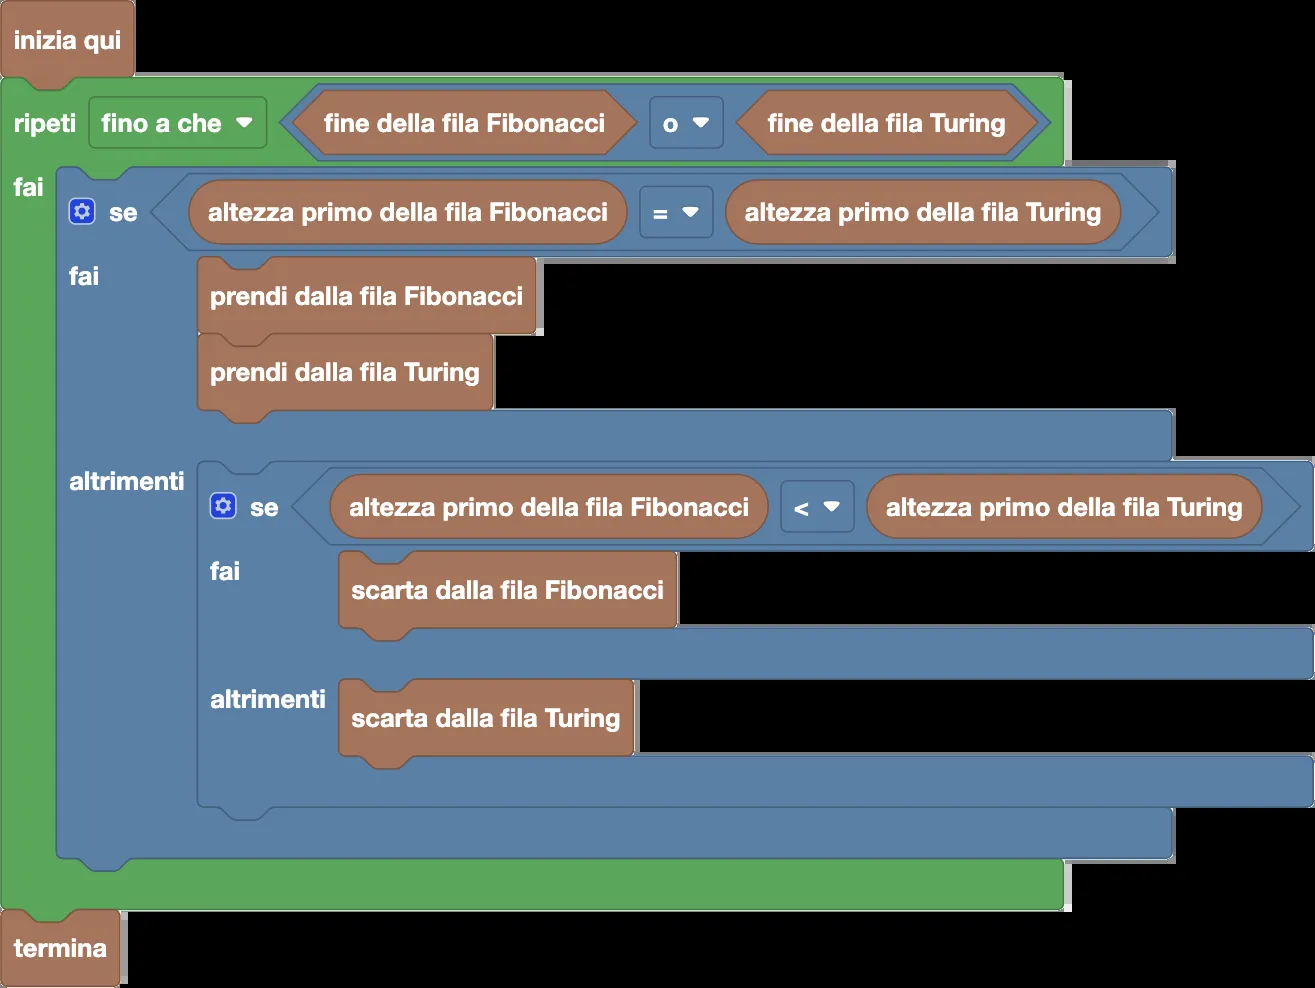 inizia qui
ripeti fino a che fine della fila Fibonacci o fine della fila Turing
fai
se altezza primo della fila Fibonacci = altezza primo della fila Turing
fai
prendi dalla fila Fibonacci
prendi dalla fila Turing
altrimenti
se altezza primo della fila Fibonacci < altezza primo della fila Turing
fai
scarta dalla fila Fibonacci
altrimenti
scarta dalla fila Turing
termina